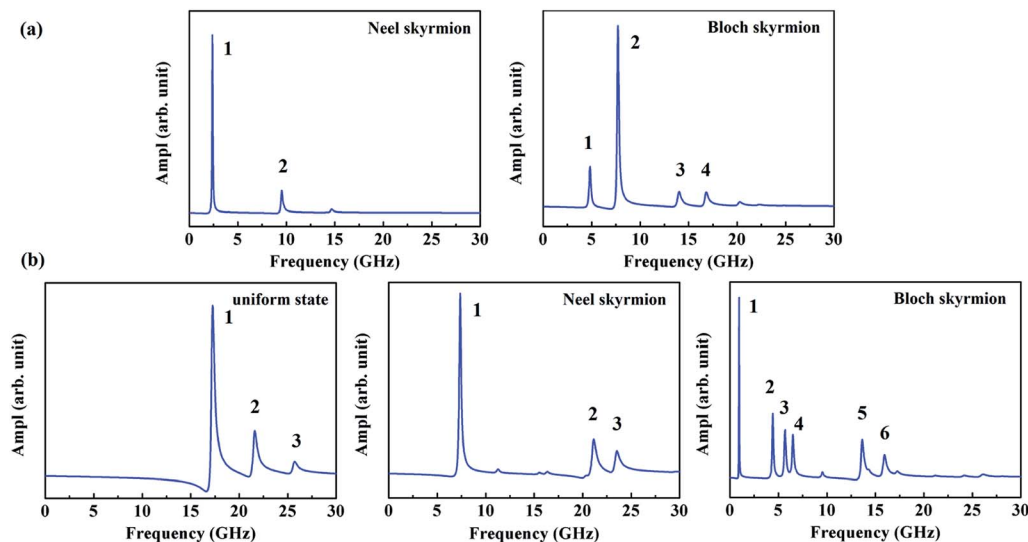 (a)
Neel skyrmion
1
2
Ampl (arb. unit)
0 5 10 15 20 25 30
Frequency (GHz)
Bloch skyrmion
2
1
3 4
Ampl (arb. unit)
0 5 10 15 20 25 30
Frequency (GHz)
(b)
uniform state
1
2
3
Ampl (arb. unit)
0 5 10 15 20 25 30
Frequency (GHz)
Neel skyrmion
1
2 3
Ampl (arb. unit)
0 5 10 15 20 25 30
Frequency (GHz)
Bloch skyrmion
1
2
3
4
5
6
Ampl (arb. unit)
0 5 10 15 20 25 30
Frequency (GHz)